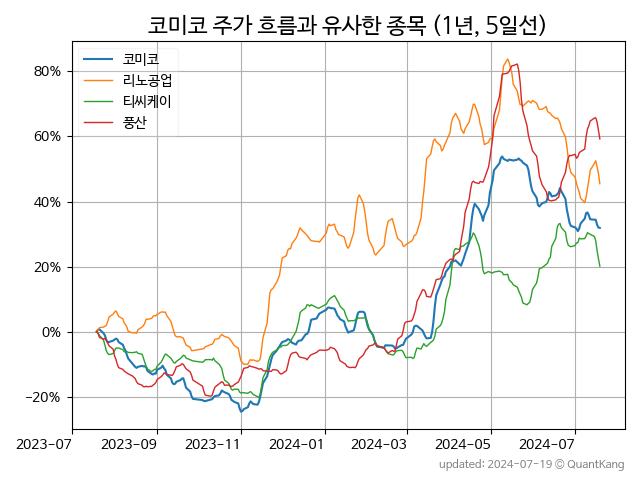 코미코 주가 흐름과 유사한 종목 (1년, 5일선)
코미코
리노공업
티씨케이
풍산
80%
60%
40%
20%
0%
−20%
2023-07
2023-09
2023-11
2024-01
2024-03
2024-05
2024-07
updated: 2024-07-19 © QuantKang